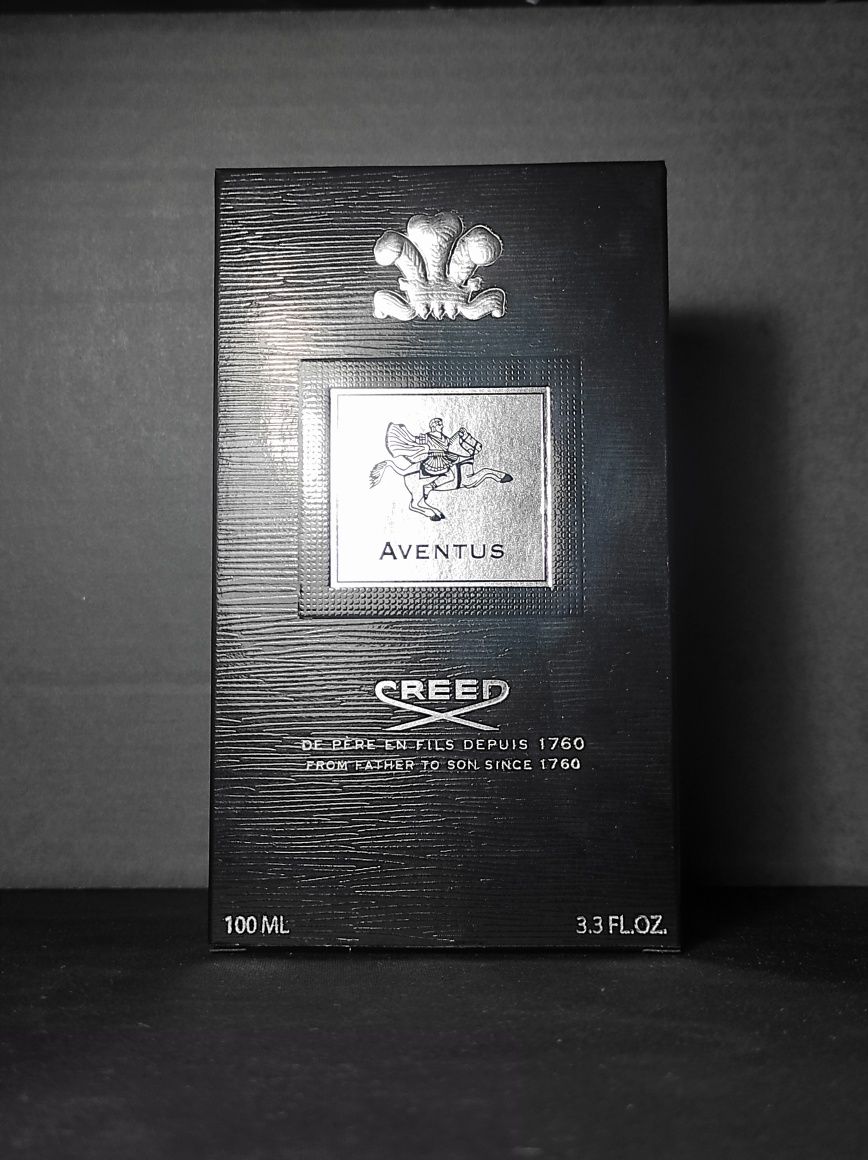 AVENTUS
CREED
DE PÈRE EN FILS DEPUIS 1760
FROM FATHER TO SON SINCE 1760
100 ML
3.3 FL.OZ.